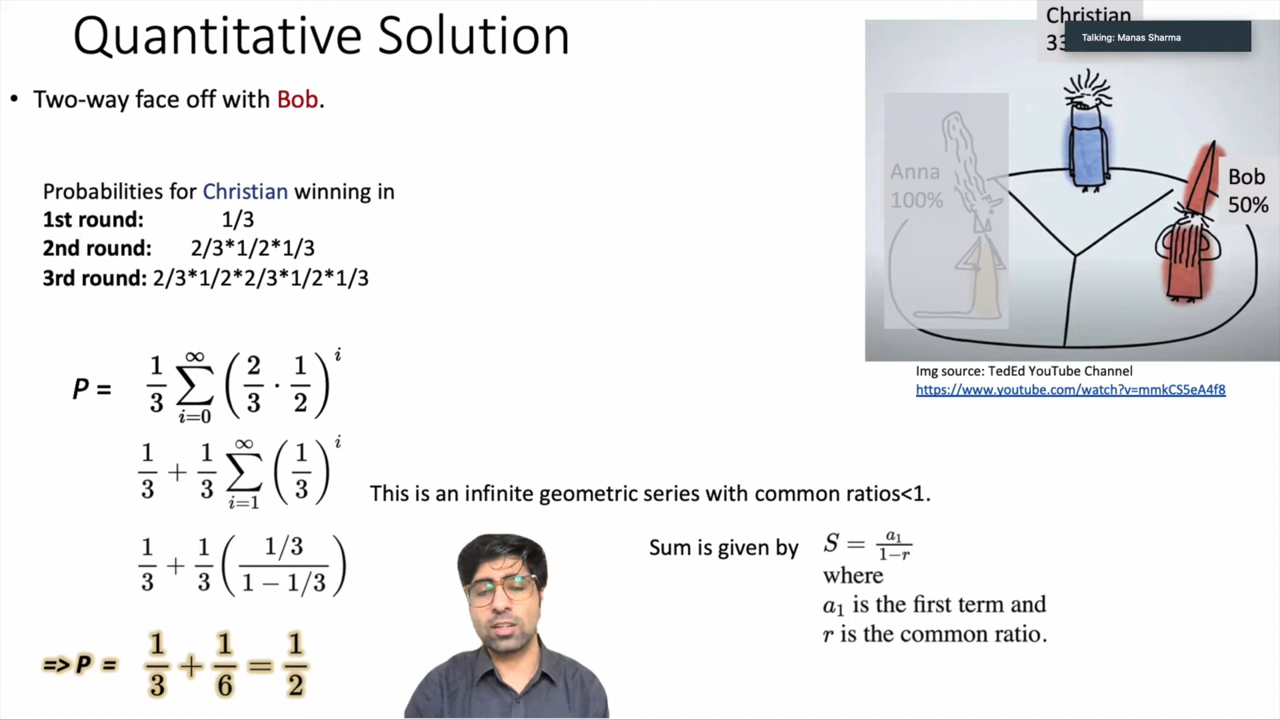 Quantitative Solution
• Two-way face off with Bob.
Probabilities for Christian winning in
1st round: 1/3
2nd round: 2/3*1/2*1/3
3rd round: 2/3*1/2*2/3*1/2*1/3
P = 1/3 ∑_{i=0}^{∞} (2/3 · 1/2)^i
1/3 + 1/3 ∑_{i=1}^{∞} (1/3)^i
This is an infinite geometric series with common ratios<1.
1/3 + 1/3 ( (1/3) / (1 − 1/3) )
Sum is given by S = a₁/(1−r)
where
a₁ is the first term and
r is the common ratio.
=> P = 1/3 + 1/6 = 1/2
Christian
Talking: Manas Sharma
Anna
100%
Bob
50%
Img source: TedEd YouTube Channel
https://www.youtube.com/watch?v=mmkCS5eA4f8